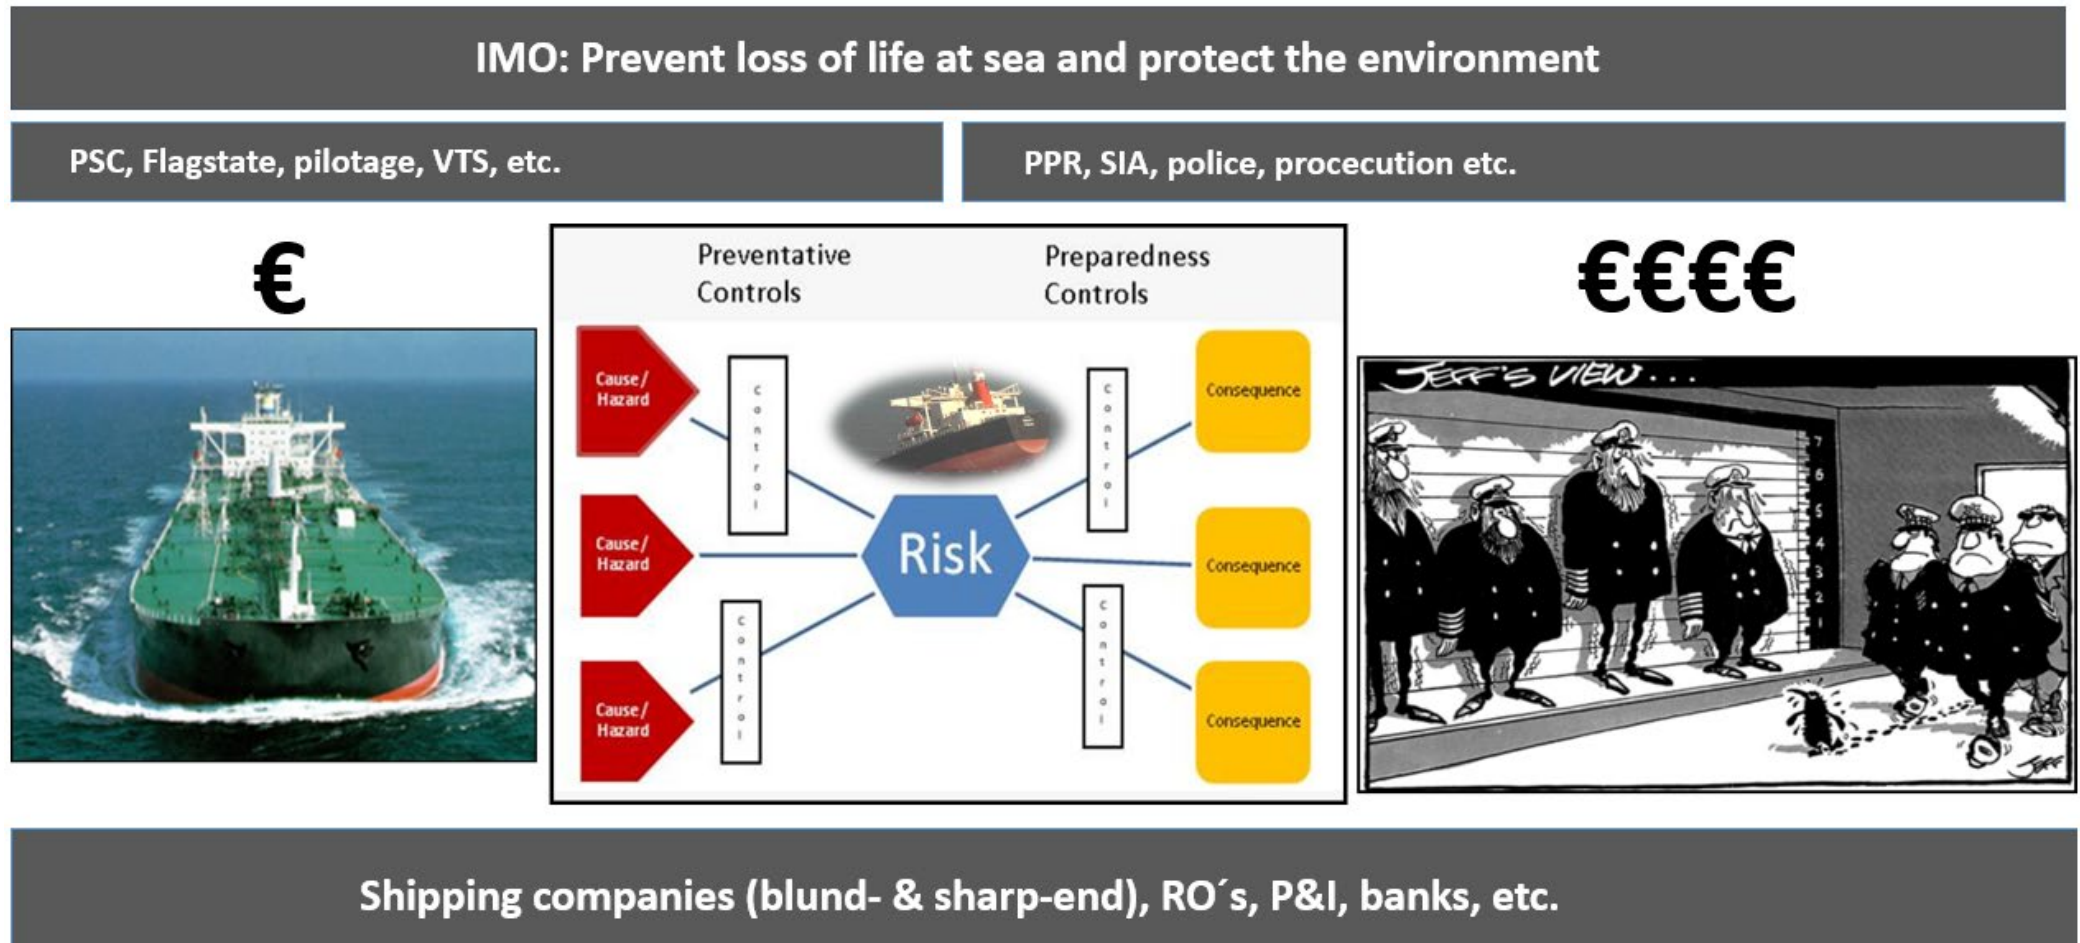 IMO: Prevent loss of life at sea and protect the environment
PSC, Flagstate, pilotage, VTS, etc.
PPR, SIA, police, procecution etc.
€
Preventative
Controls
Preparedness
Controls
€€€€
Cause/
Hazard
Control
Control
Consequence
JEFF'S VIEW...
7
6
5
4
3
2
1
Cause/
Hazard
Risk
Consequence
Cause/
Hazard
Control
Control
Consequence
JEFF
Shipping companies (blund- & sharp-end), RO´s, P&I, banks, etc.